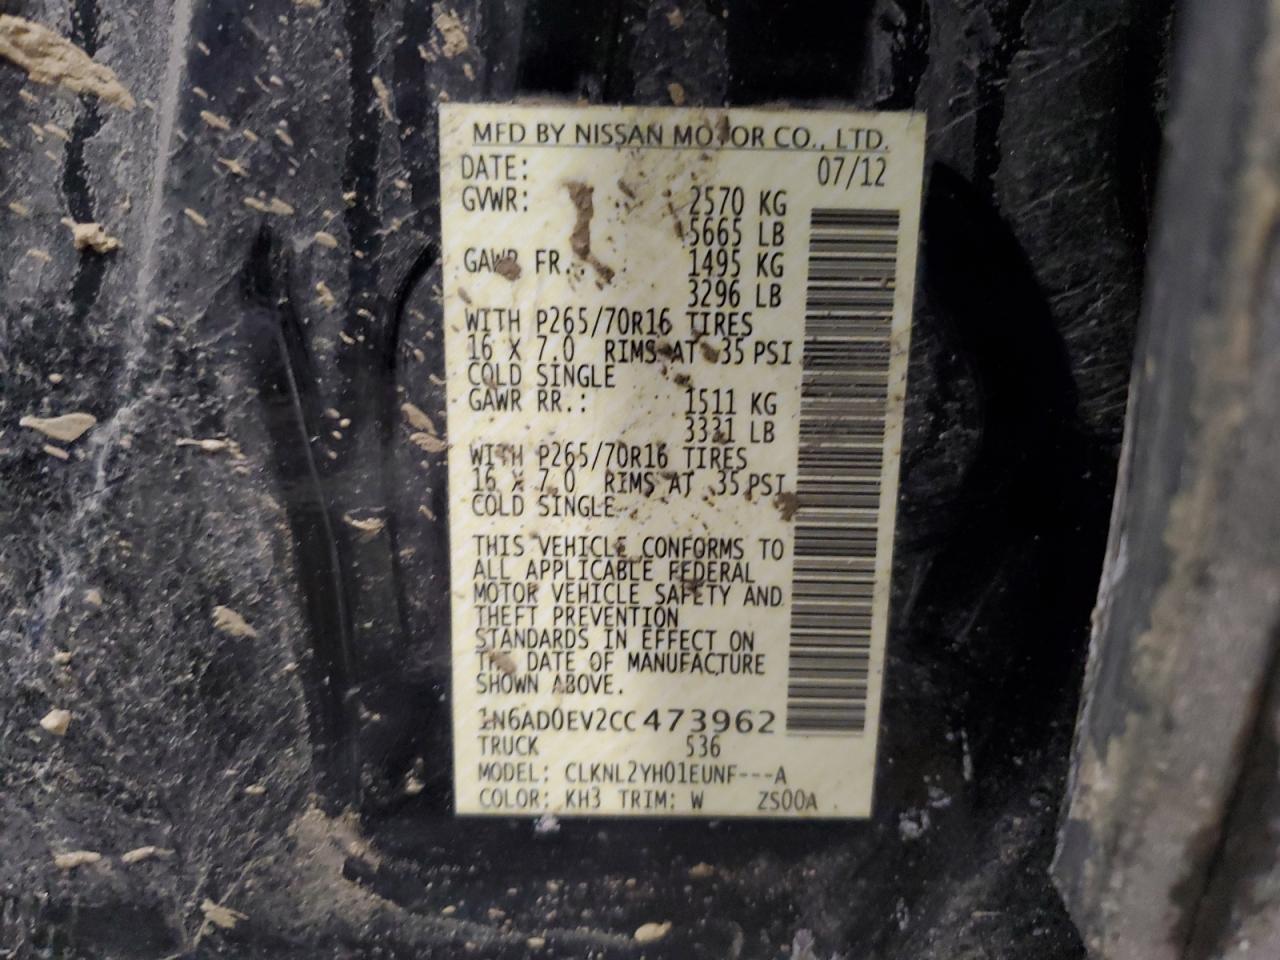 MFD BY NISSAN MOTOR CO., LTD.
DATE: 07/12
GVWR: 2570 KG
5665 LB
GAWR FR.: 1495 KG
3296 LB
WITH P265/70R16 TIRES
16 X 7.0 RIMS AT 35 PSI
COLD SINGLE
GAWR RR.: 1511 KG
3331 LB
WITH P265/70R16 TIRES
16 X 7.0 RIMS AT 35 PSI
COLD SINGLE
THIS VEHICLE CONFORMS TO
ALL APPLICABLE FEDERAL
MOTOR VEHICLE SAFETY AND
THEFT PREVENTION
STANDARDS IN EFFECT ON
THE DATE OF MANUFACTURE
SHOWN ABOVE.
1N6AD0EV2CC473962
TRUCK 536
MODEL: CLKNL2YH01EUNF---A
COLOR: KH3 TRIM: W ZS00A